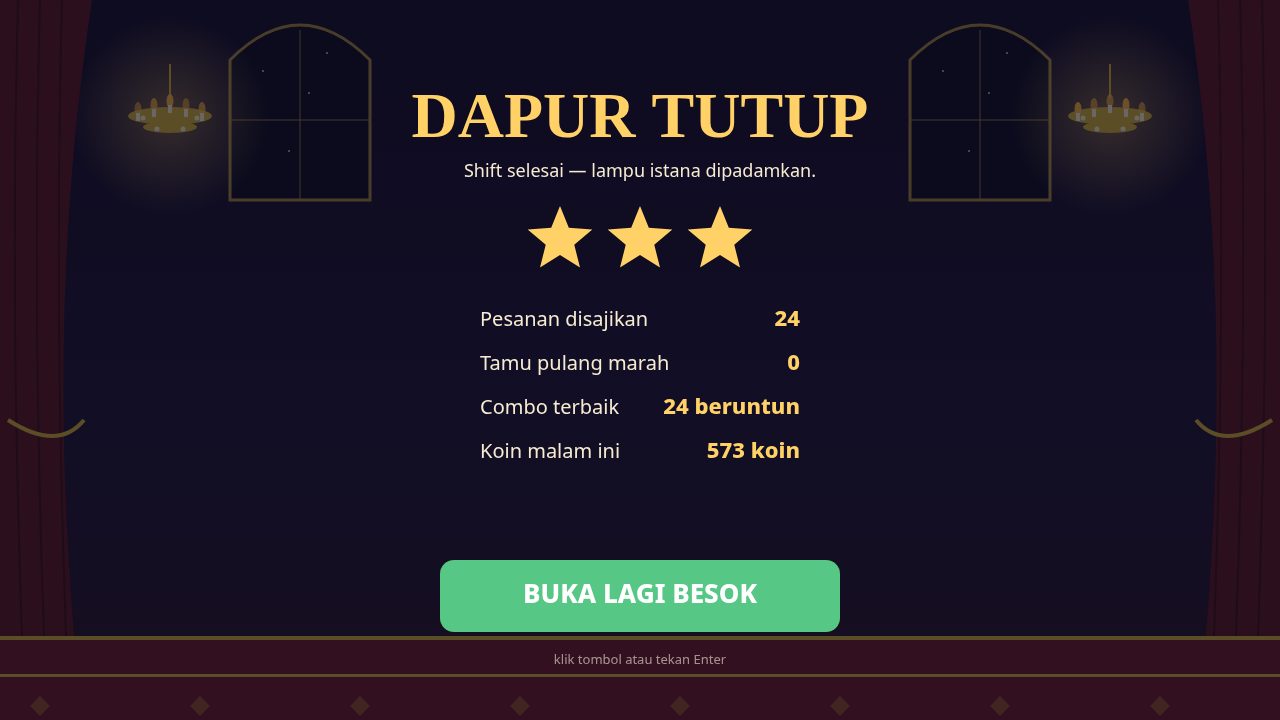 DAPUR TUTUP
Shift selesai — lampu istana dipadamkan.
Pesanan disajikan 24
Tamu pulang marah 0
Combo terbaik 24 beruntun
Koin malam ini 573 koin
BUKA LAGI BESOK
klik tombol atau tekan Enter